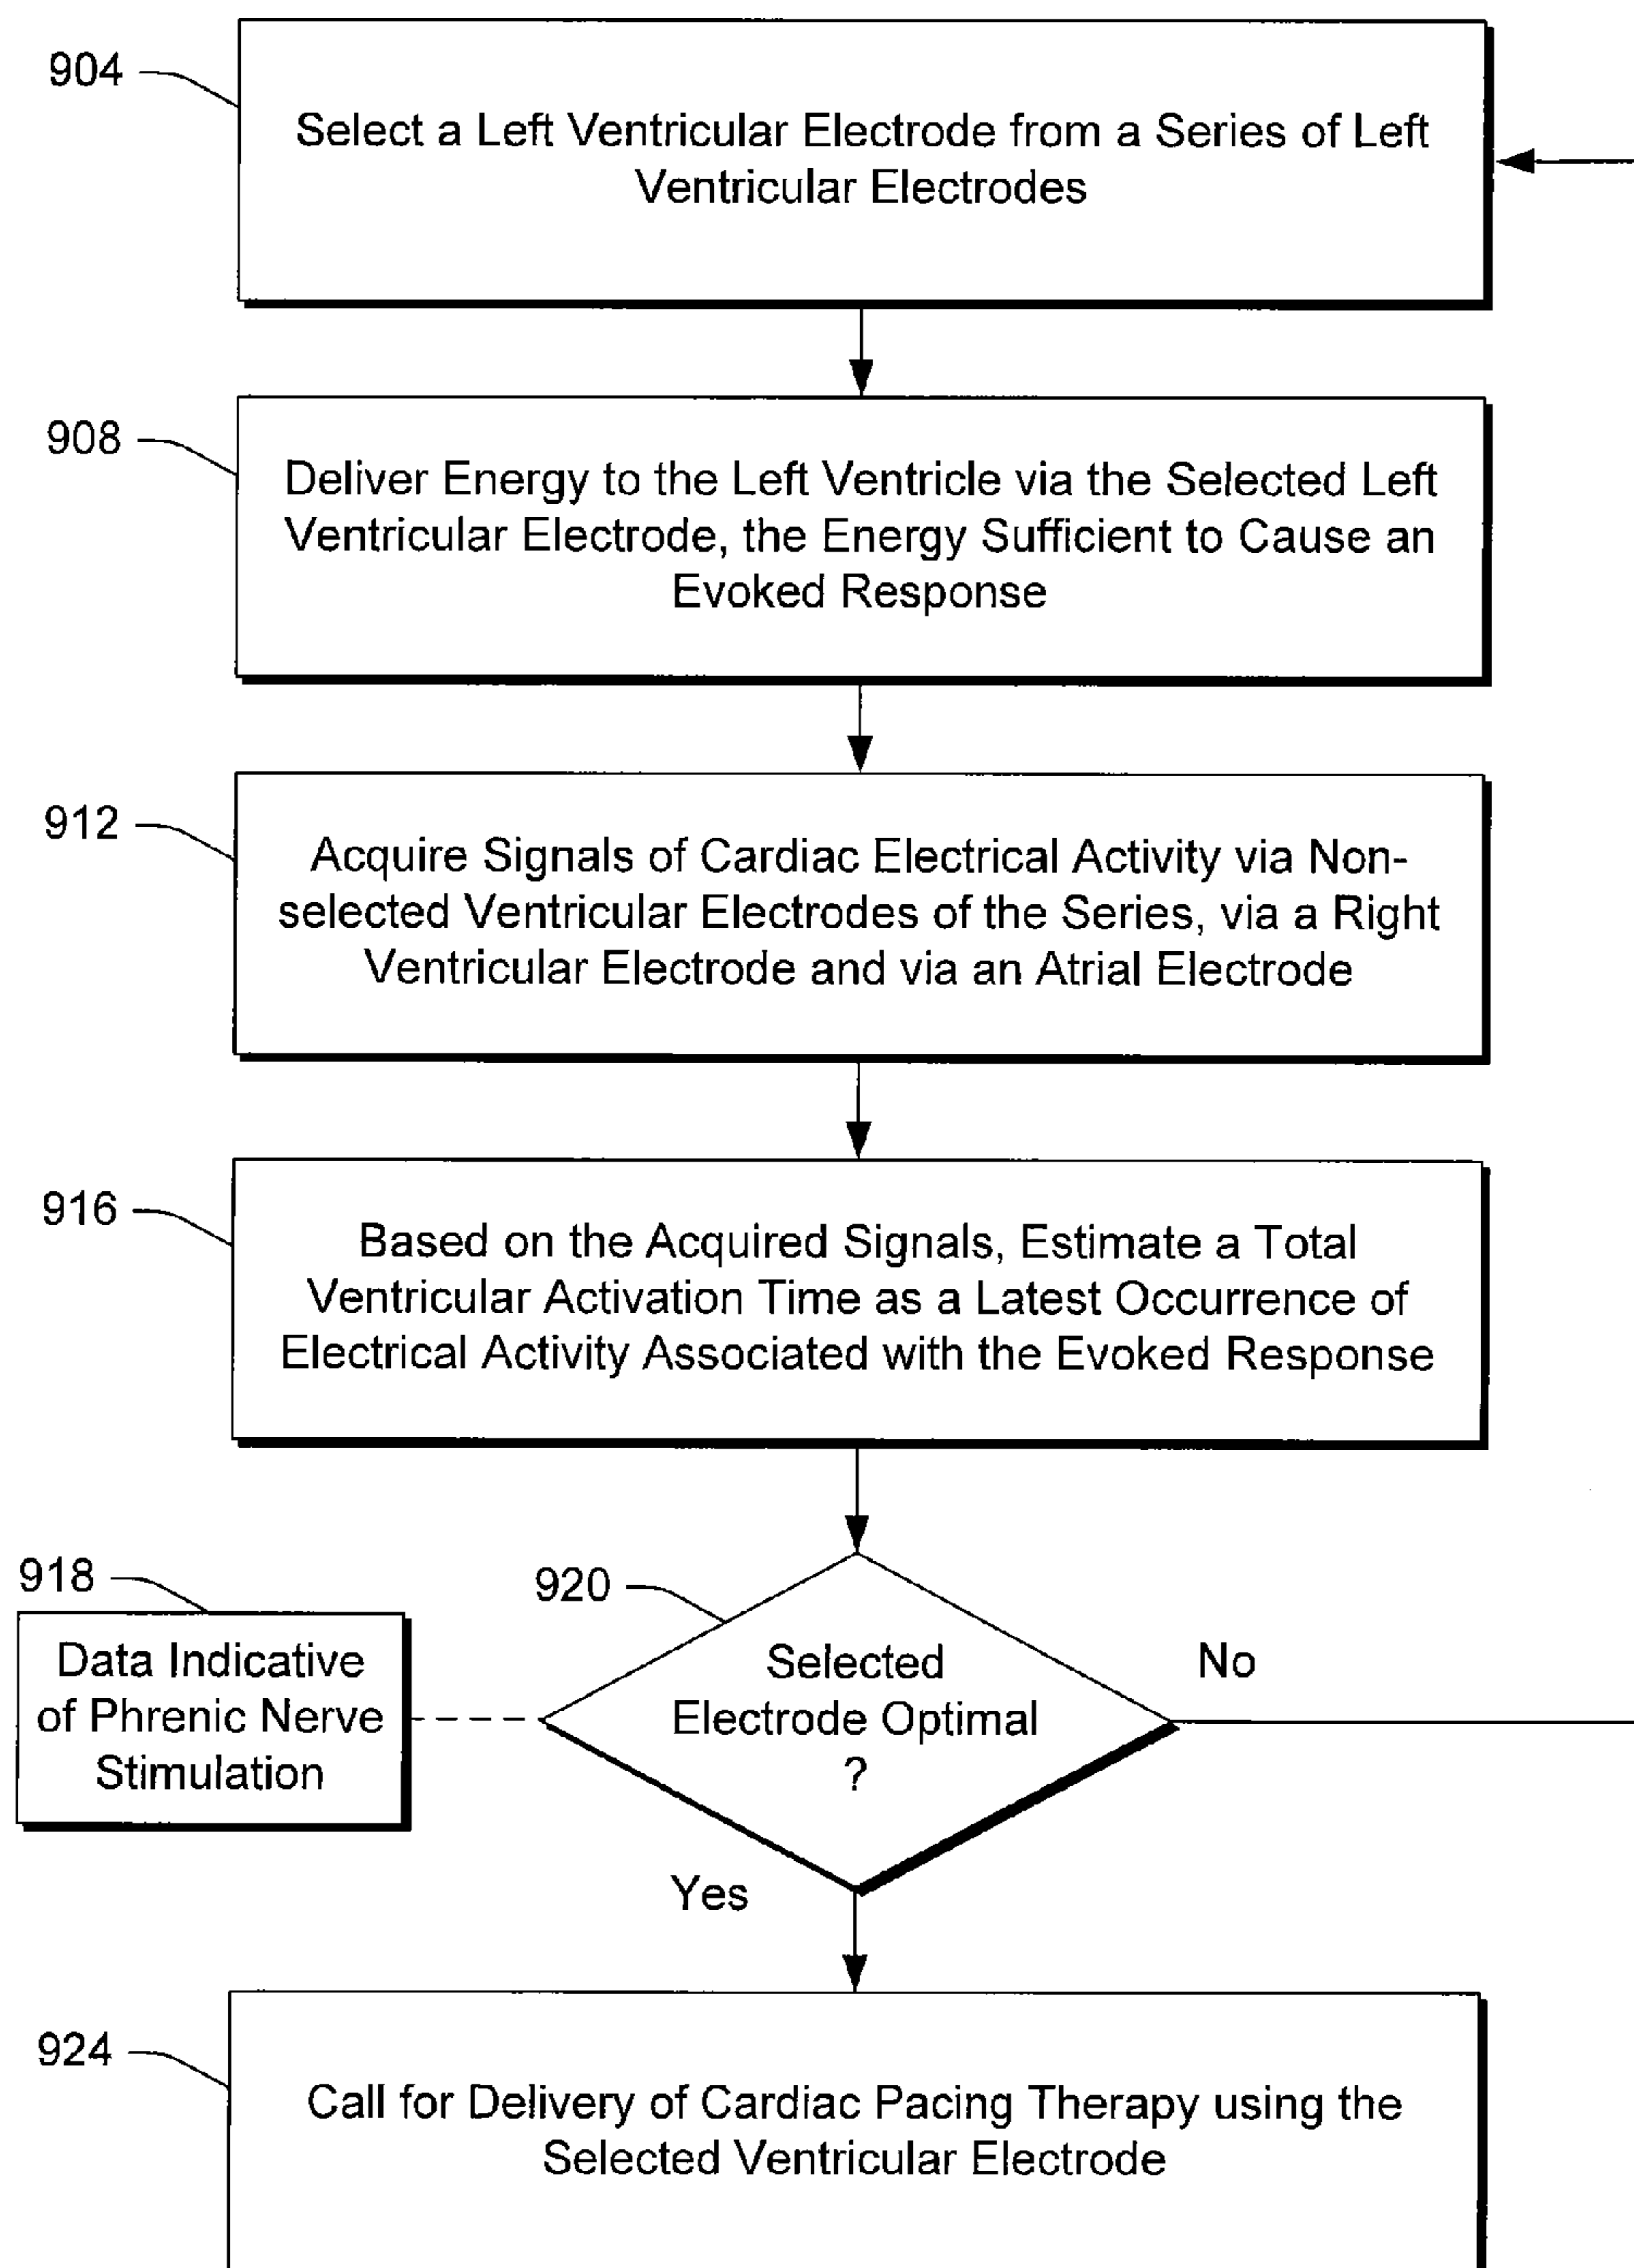 904
Select a Left Ventricular Electrode from a Series of Left
Ventricular Electrodes
908
Deliver Energy to the Left Ventricle via the Selected Left
Ventricular Electrode, the Energy Sufficient to Cause an
Evoked Response
912
Acquire Signals of Cardiac Electrical Activity via Non-
selected Ventricular Electrodes of the Series, via a Right
Ventricular Electrode and via an Atrial Electrode
916
Based on the Acquired Signals, Estimate a Total
Ventricular Activation Time as a Latest Occurrence of
Electrical Activity Associated with the Evoked Response
918
Data Indicative
of Phrenic Nerve
Stimulation
920
Selected
Electrode Optimal
?
No
Yes
924
Call for Delivery of Cardiac Pacing Therapy using the
Selected Ventricular Electrode